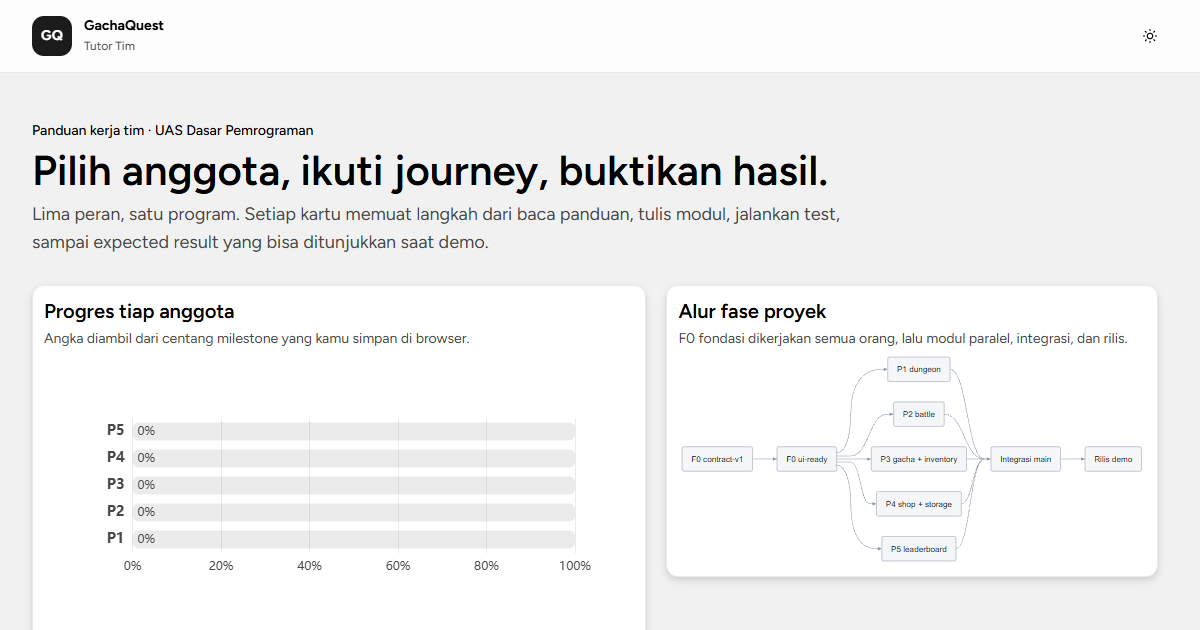 GQ
GachaQuest
Tutor Tim
Panduan kerja tim · UAS Dasar Pemrograman
Pilih anggota, ikuti journey, buktikan hasil.
Lima peran, satu program. Setiap kartu memuat langkah dari baca panduan, tulis modul, jalankan test,
sampai expected result yang bisa ditunjukkan saat demo.
Progres tiap anggota
Angka diambil dari centang milestone yang kamu simpan di browser.
P5 0%
P4 0%
P3 0%
P2 0%
P1 0%
0% 20% 40% 60% 80% 100%
Alur fase proyek
F0 fondasi dikerjakan semua orang, lalu modul paralel, integrasi, dan rilis.
P1 dungeon
P2 battle
F0 contract-v1 F0 ui-ready P3 gacha + inventory Integrasi main Rilis demo
P4 shop + storage
P5 leaderboard